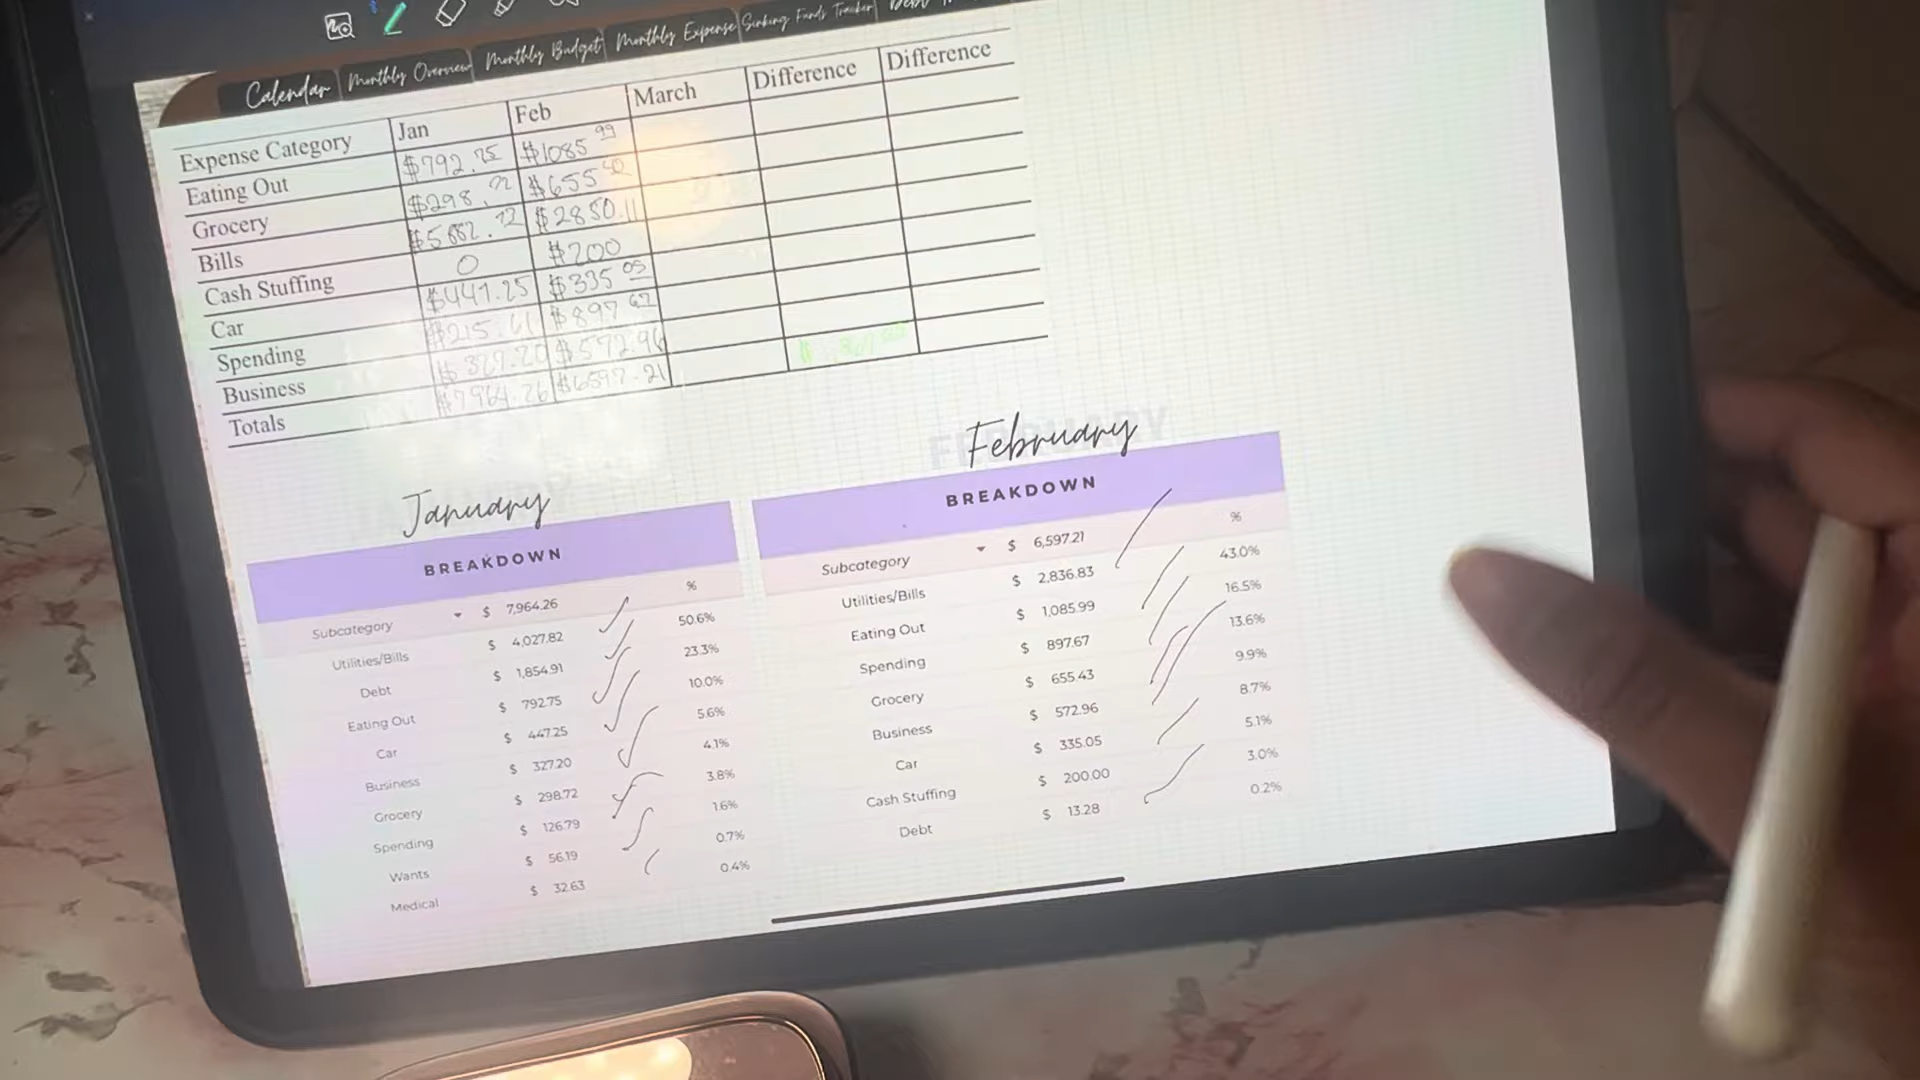 Calendar Monthly Overview Monthly Budget Monthly Expense Sinking Funds Tracker
Expense Category Jan Feb March Difference Difference
Eating Out $792.75 $1085 99
Grocery $298. $655
Bills $2850.11
Cash Stuffing 0 $200
Car $447.25 $335 05
Spending $897 67
Business $327.20 $572.96
Totals $7964.26 $6597.21
January
BREAKDOWN
Subcategory $ 7,964.26 %
Utilities/Bills $ 4,027.82 50.6%
Debt $ 1,854.91 23.3%
Eating Out $ 792.75 10.0%
Car $ 447.25 5.6%
Business $ 327.20 4.1%
Grocery $ 298.72 3.8%
Spending $ 126.79 1.6%
Wants $ 56.19 0.7%
Medical $ 32.63 0.4%
February
BREAKDOWN
Subcategory $ 6,597.21 %
Utilities/Bills $ 2,836.83 43.0%
Eating Out $ 1,085.99 16.5%
Spending $ 897.67 13.6%
Grocery $ 655.43 9.9%
Business $ 572.96 8.7%
Car $ 335.05 5.1%
Cash Stuffing $ 200.00 3.0%
Debt $ 13.28 0.2%